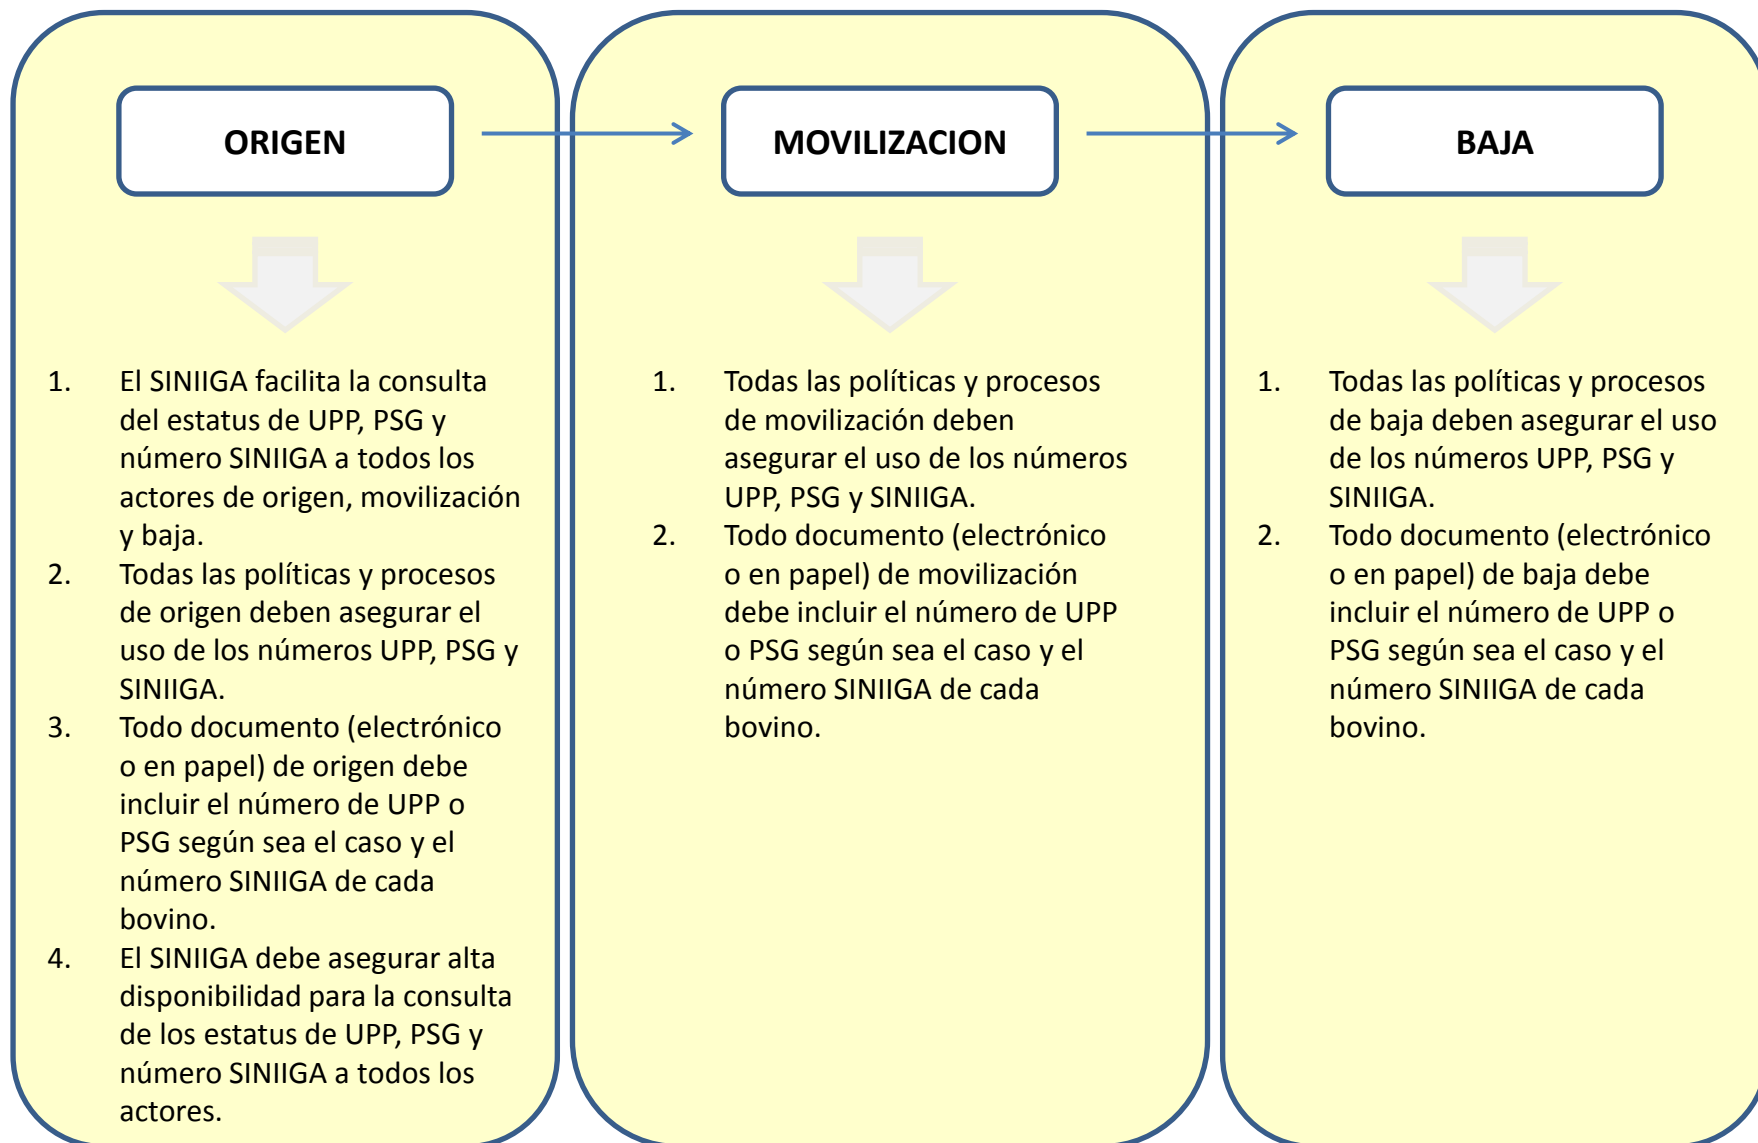 ORIGEN
1. El SINIIGA facilita la consulta
del estatus de UPP, PSG y
número SINIIGA a todos los
actores de origen, movilización
y baja.
2. Todas las políticas y procesos
de origen deben asegurar el
uso de los números UPP, PSG y
SINIIGA.
3. Todo documento (electrónico
o en papel) de origen debe
incluir el número de UPP o
PSG según sea el caso y el
número SINIIGA de cada
bovino.
4. El SINIIGA debe asegurar alta
disponibilidad para la consulta
de los estatus de UPP, PSG y
número SINIIGA a todos los
actores.
MOVILIZACION
1. Todas las políticas y procesos
de movilización deben
asegurar el uso de los números
UPP, PSG y SINIIGA.
2. Todo documento (electrónico
o en papel) de movilización
debe incluir el número de UPP
o PSG según sea el caso y el
número SINIIGA de cada
bovino.
BAJA
1. Todas las políticas y procesos
de baja deben asegurar el uso
de los números UPP, PSG y
SINIIGA.
2. Todo documento (electrónico
o en papel) de baja debe
incluir el número de UPP o
PSG según sea el caso y el
número SINIIGA de cada
bovino.